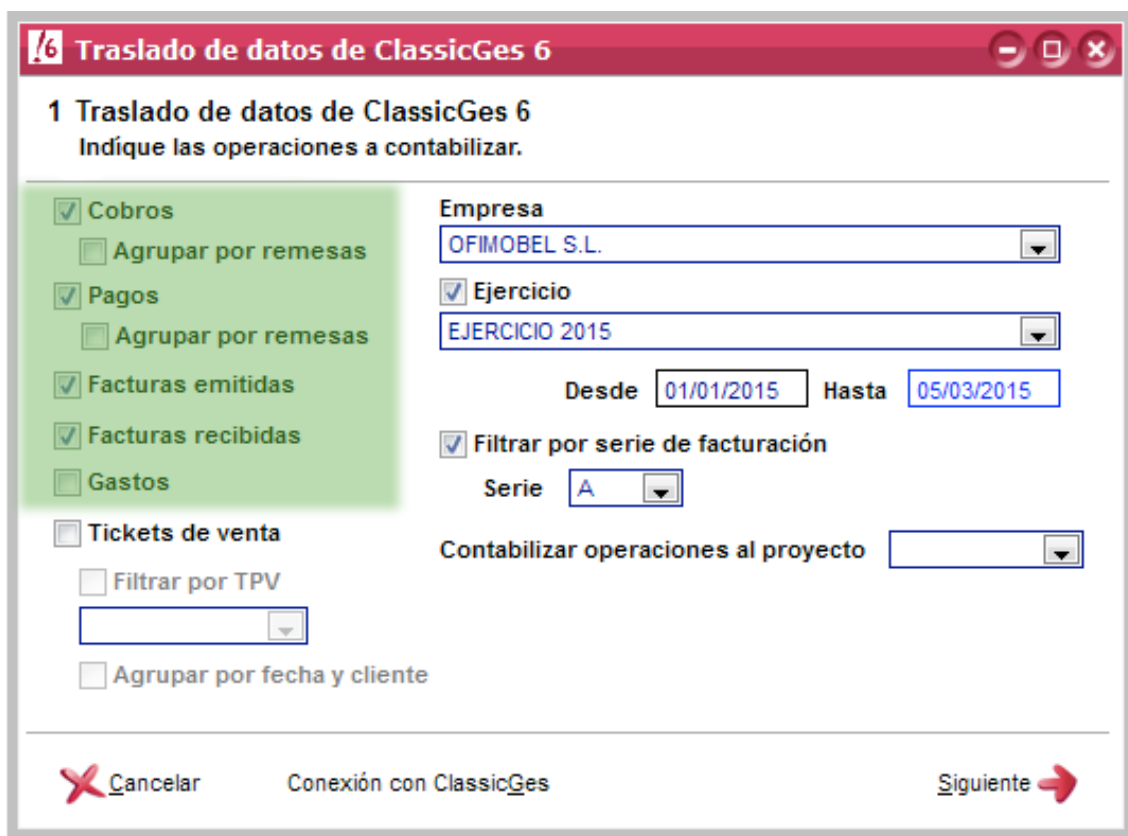 Traslado de datos de ClassicGes 6
1 Traslado de datos de ClassicGes 6
Indique las operaciones a contabilizar.
Cobros
Agrupar por remesas
Pagos
Agrupar por remesas
Facturas emitidas
Facturas recibidas
Gastos
Tickets de venta
Filtrar por TPV
Agrupar por fecha y cliente
Empresa
OFIMOBEL S.L.
Ejercicio
EJERCICIO 2015
Desde 01/01/2015 Hasta 05/03/2015
Filtrar por serie de facturación
Serie A
Contabilizar operaciones al proyecto
Cancelar Conexión con ClassicGes Siguiente